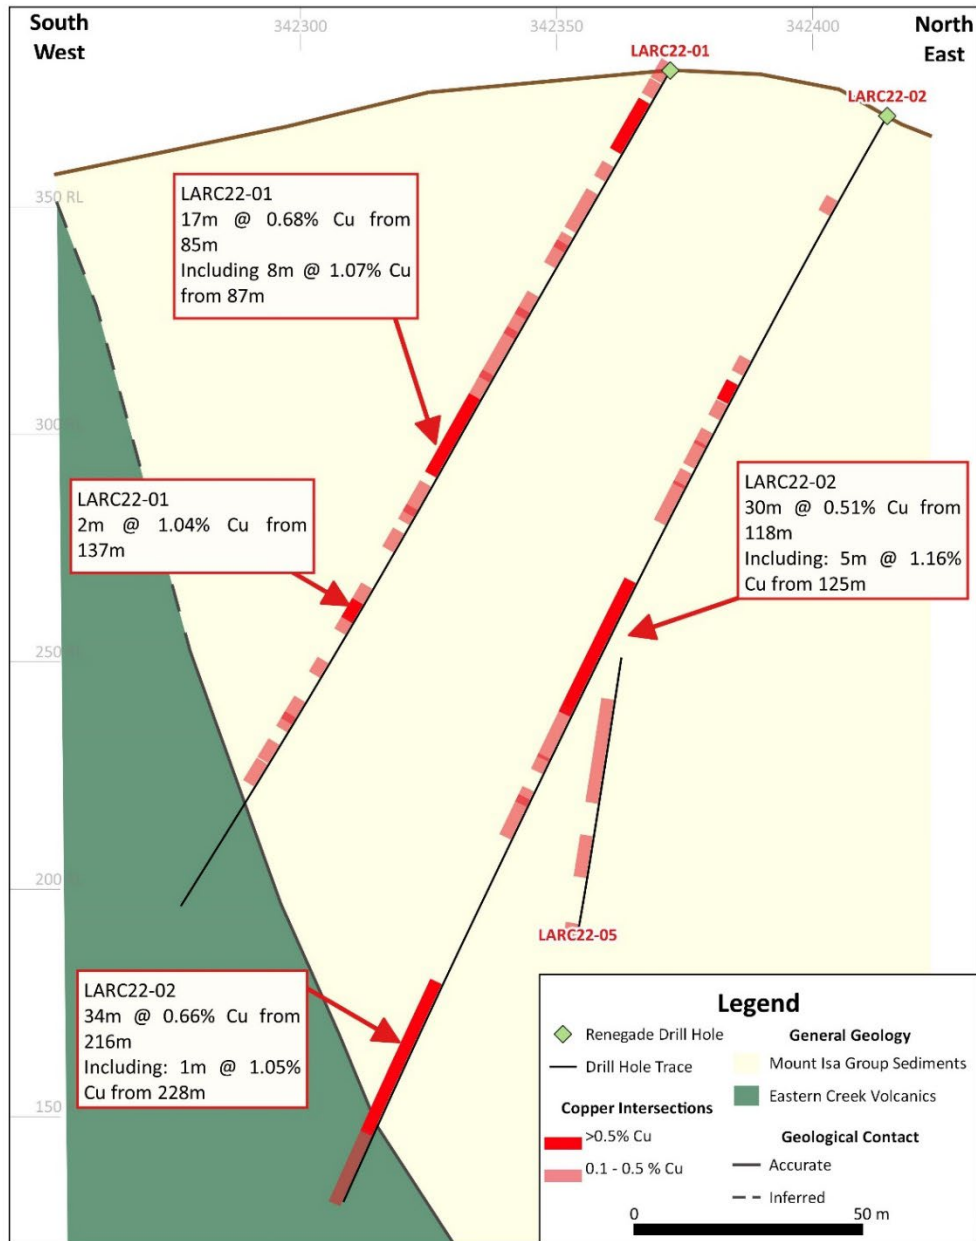 South
West
342300
342350
342400
North
East
LARC22-01
LARC22-02
350 RL
LARC22-01
17m @ 0.68% Cu from
85m
Including 8m @ 1.07% Cu
from 87m
300
LARC22-02
30m @ 0.51% Cu from
118m
Including: 5m @ 1.16%
Cu from 125m
LARC22-01
2m @ 1.04% Cu from
137m
250 RL
200 RL
LARC22-05
LARC22-02
34m @ 0.66% Cu from
216m
Including: 1m @ 1.05%
Cu from 228m
150
Legend
Renegade Drill Hole
Drill Hole Trace
Copper Intersections
>0.5% Cu
0.1 - 0.5 % Cu
General Geology
Mount Isa Group Sediments
Eastern Creek Volcanics
Geological Contact
Accurate
Inferred
0
50 m